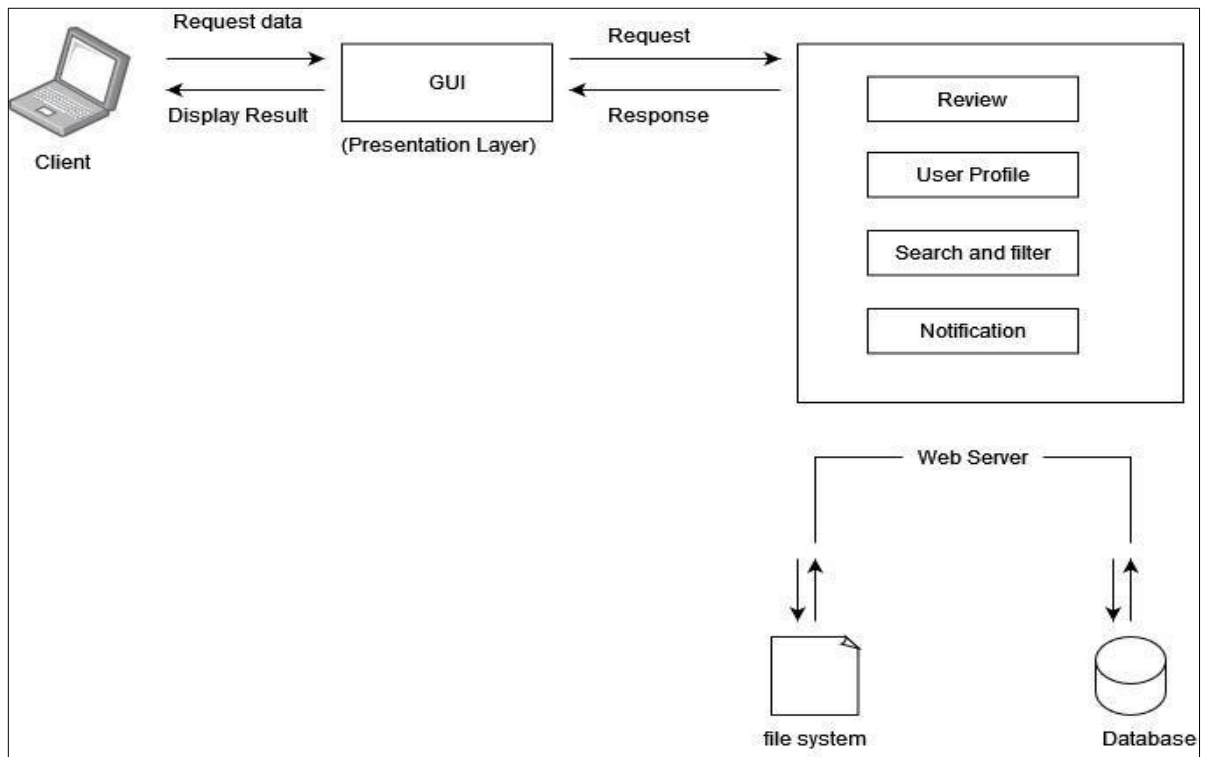 Request data
Display Result
Client
GUI
(Presentation Layer)
Request
Response
Review
User Profile
Search and filter
Notification
Web Server
file system
Database